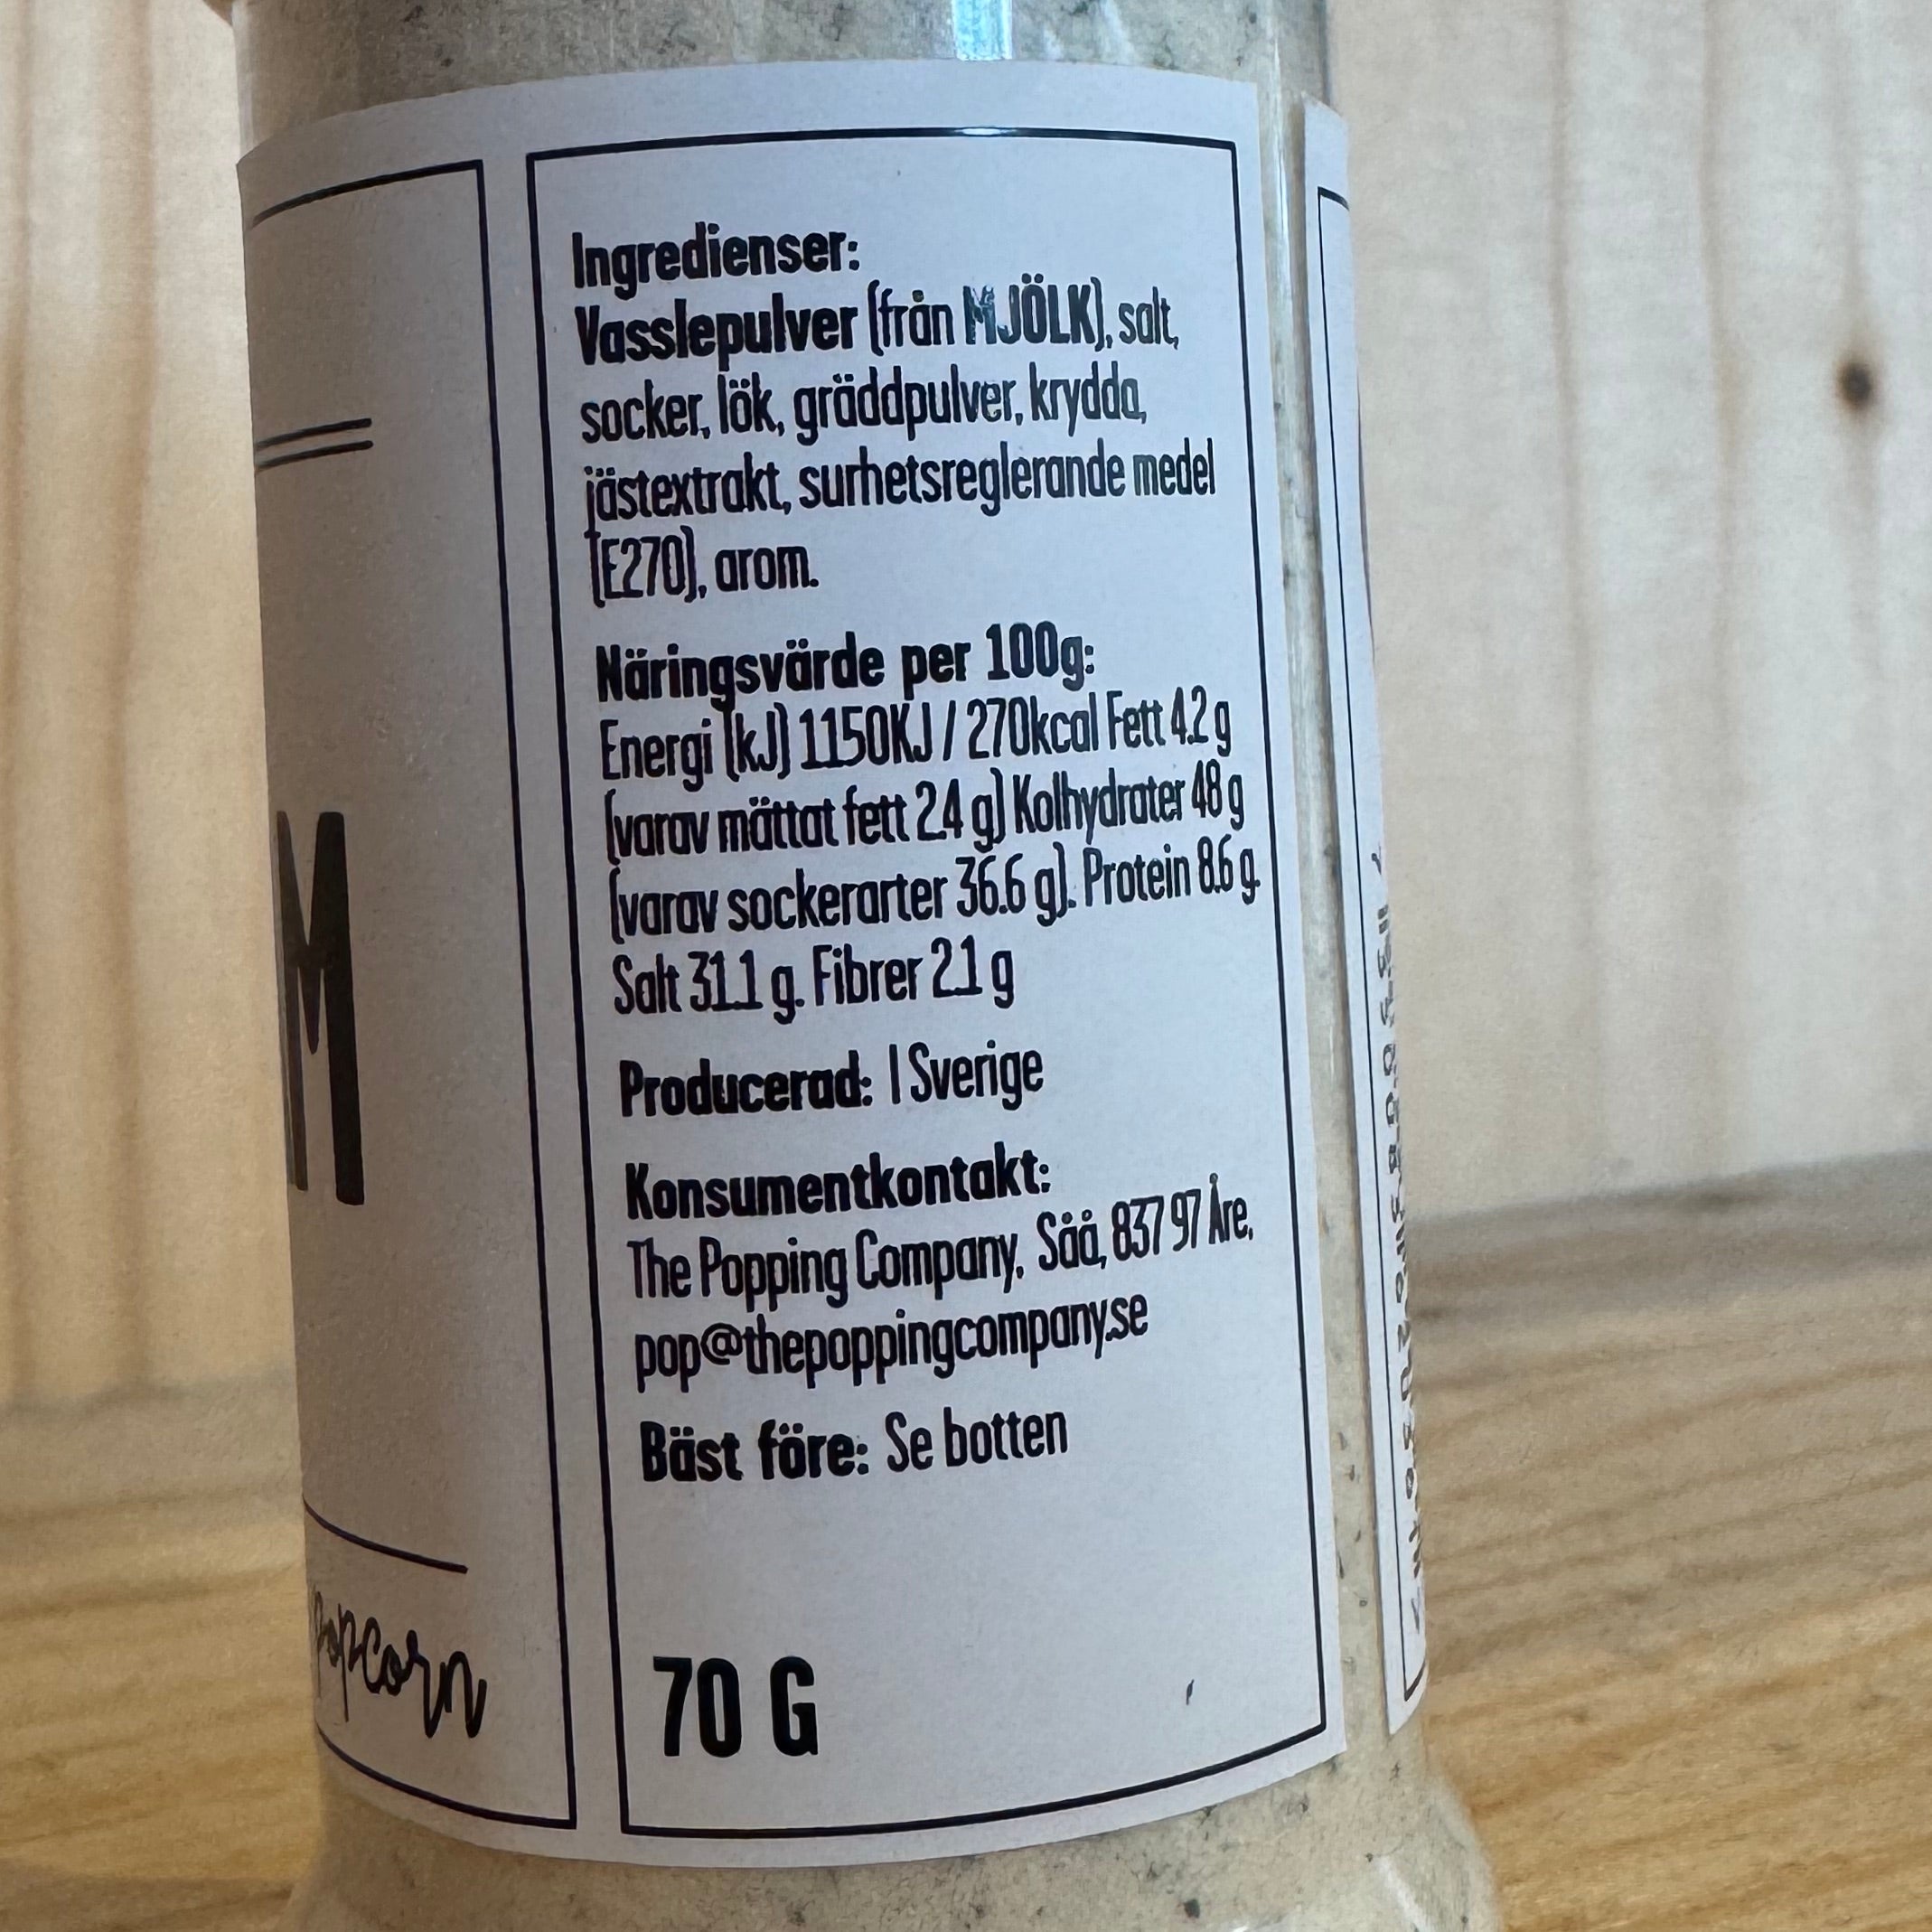 M
popcorn
Ingredienser:
Vasslepulver (från MJÖLK), salt,
socker, lök, gräddpulver, krydda,
jästextrakt, surhetsreglerande medel
(E270), arom.
Näringsvärde per 100g:
Energi (kJ) 1150KJ / 270kcal Fett 4.2 g
(varav mättat fett 2.4 g) Kolhydrater 48 g
(varav sockerarter 36.6 g). Protein 8.6 g.
Salt 31.1 g. Fibrer 2.1 g
Producerad: I Sverige
Konsumentkontakt:
The Popping Company, Såå, 837 97 Åre,
pop@thepoppingcompany.se
Bäst före: Se botten
70 G